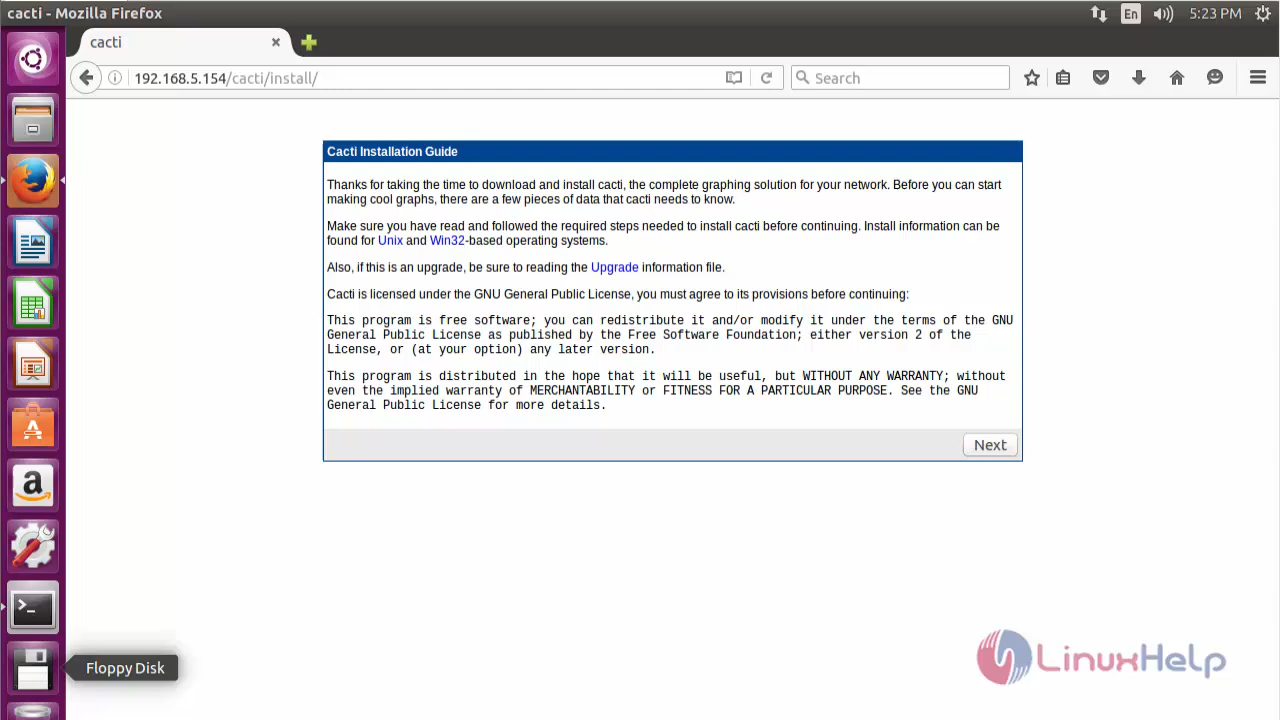 cacti - Mozilla Firefox
En
5:23 PM
cacti
192.168.5.154/cacti/install/
Search
Cacti Installation Guide
Thanks for taking the time to download and install cacti, the complete graphing solution for your network. Before you can start
making cool graphs, there are a few pieces of data that cacti needs to know.
Make sure you have read and followed the required steps needed to install cacti before continuing. Install information can be
found for Unix and Win32-based operating systems.
Also, if this is an upgrade, be sure to reading the Upgrade information file.
Cacti is licensed under the GNU General Public License, you must agree to its provisions before continuing:
This program is free software; you can redistribute it and/or modify it under the terms of the GNU
General Public License as published by the Free Software Foundation; either version 2 of the
License, or (at your option) any later version.
This program is distributed in the hope that it will be useful, but WITHOUT ANY WARRANTY; without
even the implied warranty of MERCHANTABILITY or FITNESS FOR A PARTICULAR PURPOSE. See the GNU
General Public License for more details.
Next
Floppy Disk
LinuxHelp